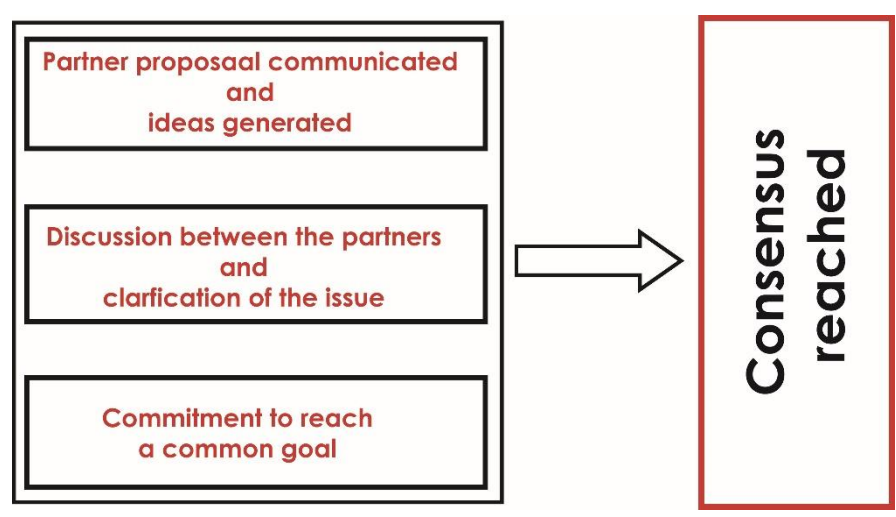 Partner proposaal communicated
and
ideas generated
Discussion between the partners
and
clarfication of the issue
Commitment to reach
a common goal
Consensus
reached